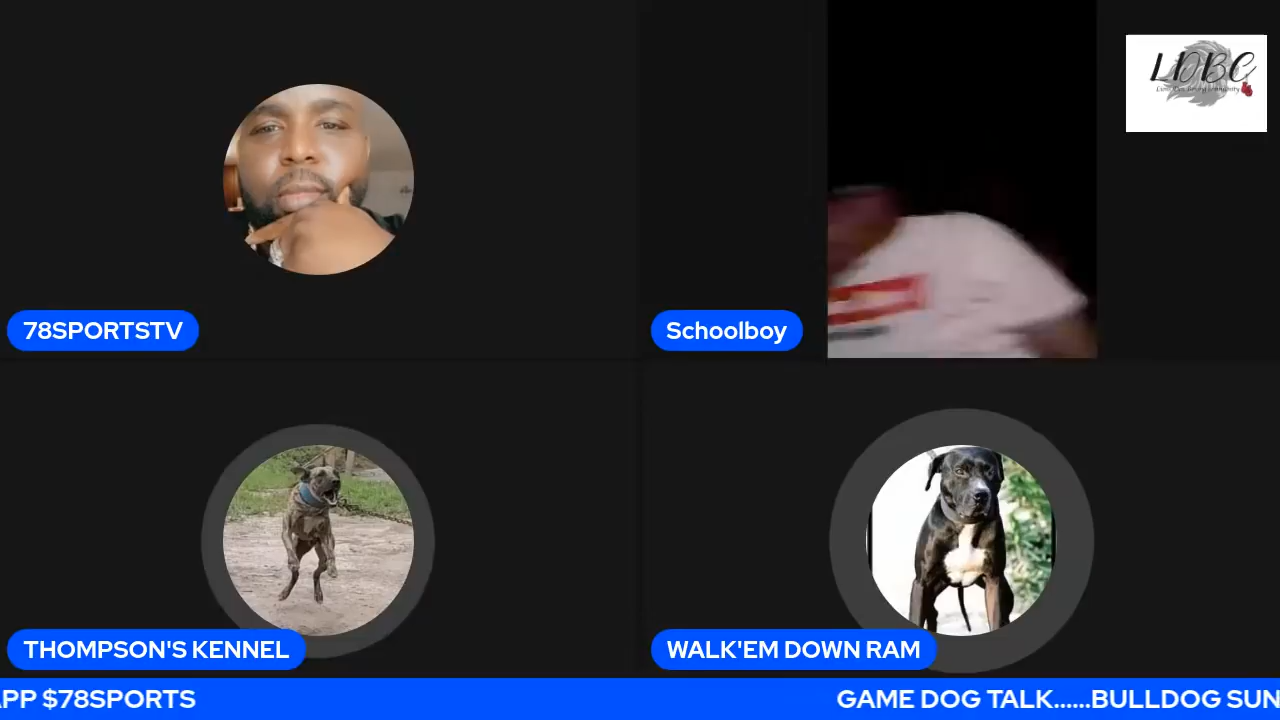 LDBC
78SPORTSTV
Schoolboy
THOMPSON'S KENNEL
WALK'EM DOWN RAM
APP $78SPORTS
GAME DOG TALK......BULLDOG SUN